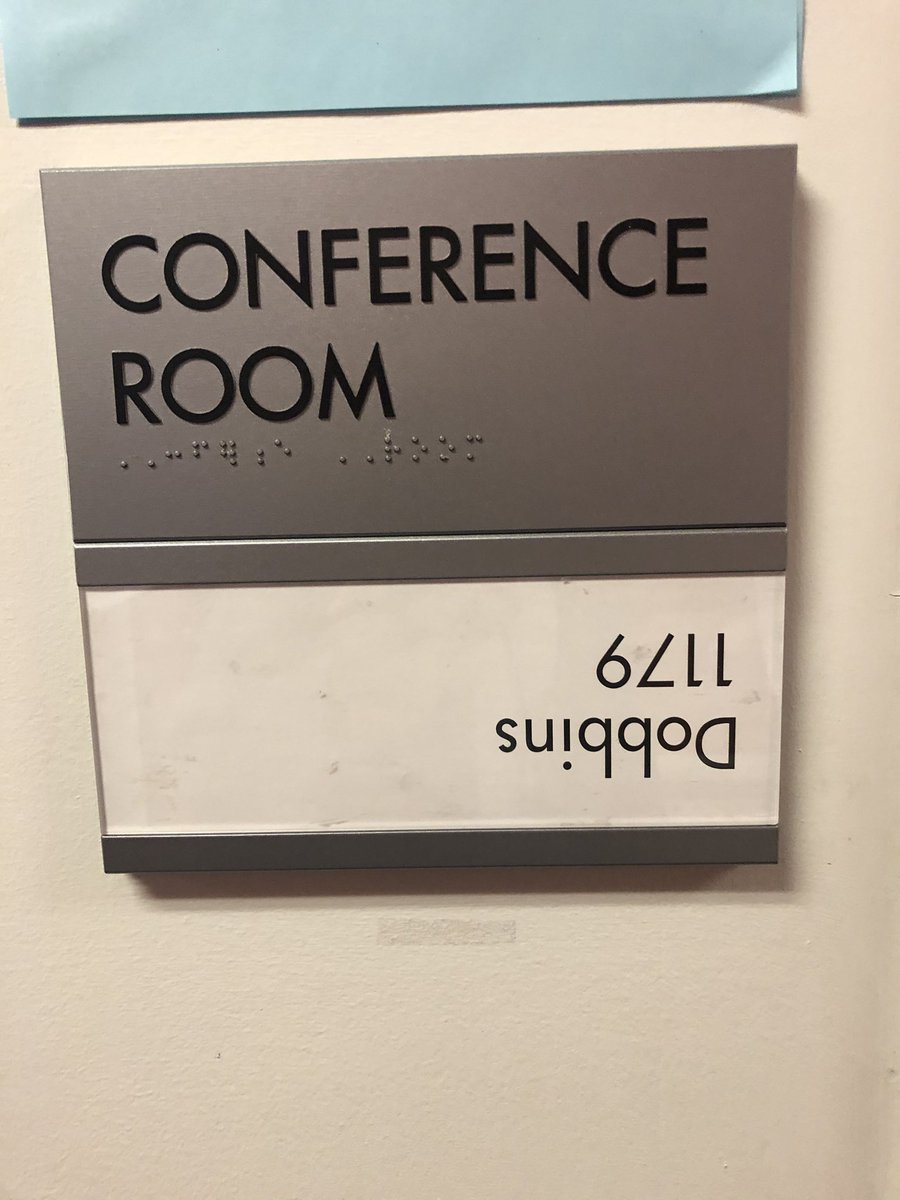 CONFERENCE
ROOM
Dobbins
1179